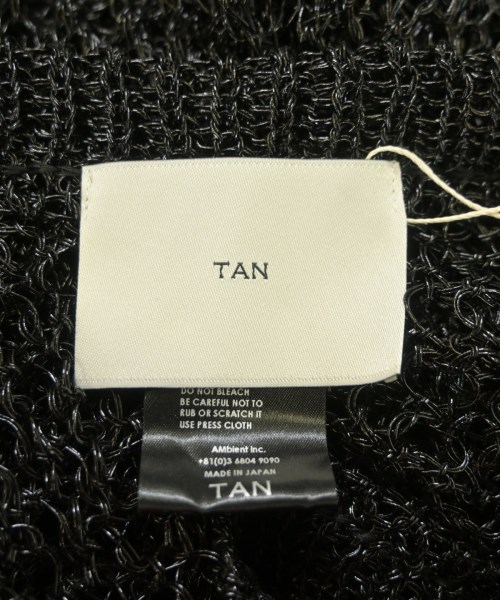 TAN
DO NOT BLEACH
BE CAREFUL NOT TO
RUB OR SCRATCH IT
USE PRESS CLOTH
AMbient Inc.
+81(0)3 6804 9090
MADE IN JAPAN
TAN